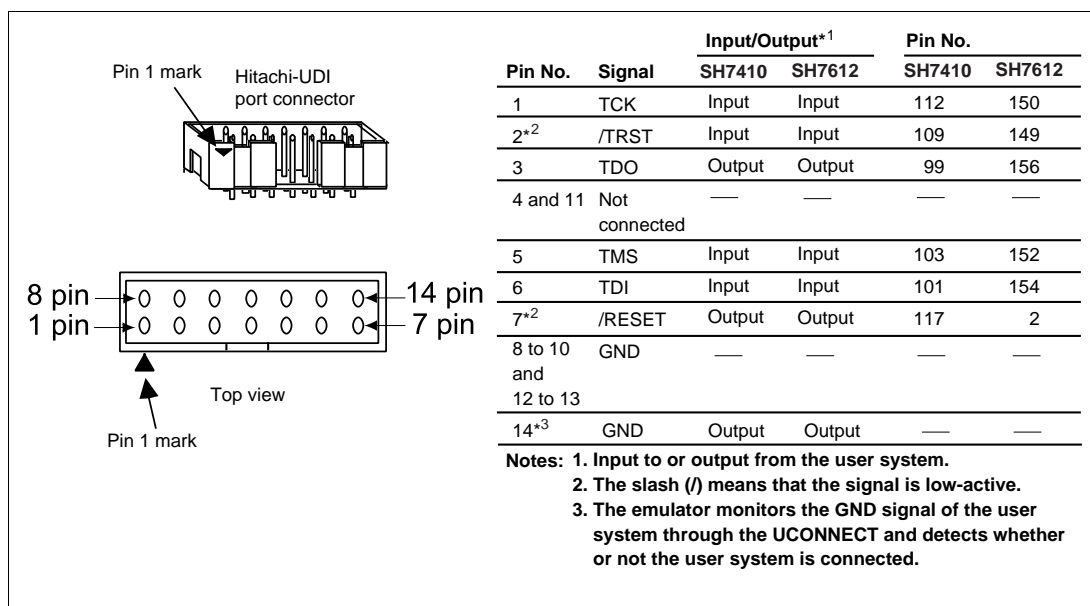 Pin 1 mark
Hitachi-UDI
port connector
8 pin
14 pin
1 pin
7 pin
Top view
Pin 1 mark
Input/Output*1 Pin No.
Pin No. Signal SH7410 SH7612 SH7410 SH7612
1 TCK Input Input 112 150
2*2 /TRST Input Input 109 149
3 TDO Output Output 99 156
4 and 11 Not — — — —
connected
5 TMS Input Input 103 152
6 TDI Input Input 101 154
7*2 /RESET Output Output 117 2
8 to 10 GND — — — —
and
12 to 13
14*3 GND Output Output — —
Notes: 1. Input to or output from the user system.
2. The slash (/) means that the signal is low-active.
3. The emulator monitors the GND signal of the user
system through the UCONNECT and detects whether
or not the user system is connected.